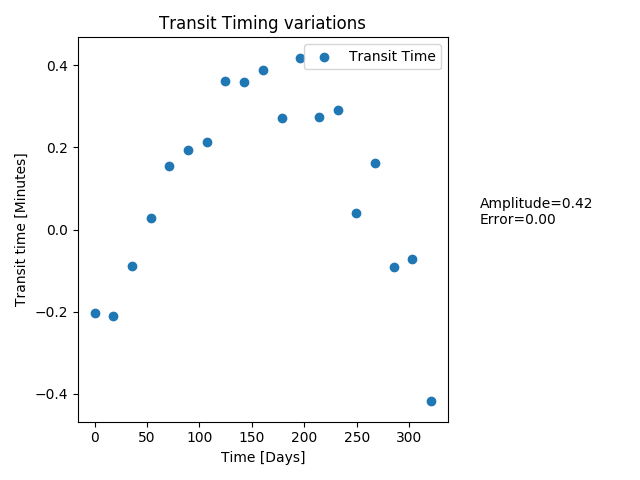 Transit Timing variations
Transit Time
0.4
0.2
0.0
−0.2
−0.4
Transit time [Minutes]
Amplitude=0.42
Error=0.00
0 50 100 150 200 250 300
Time [Days]